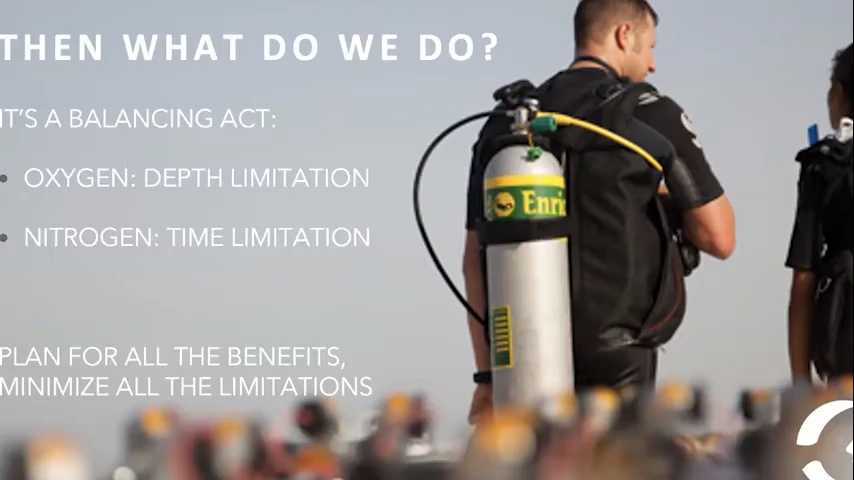 THEN WHAT DO WE DO?
IT'S A BALANCING ACT:
• OXYGEN: DEPTH LIMITATION
• NITROGEN: TIME LIMITATION
PLAN FOR ALL THE BENEFITS,
MINIMIZE ALL THE LIMITATIONS
Enric